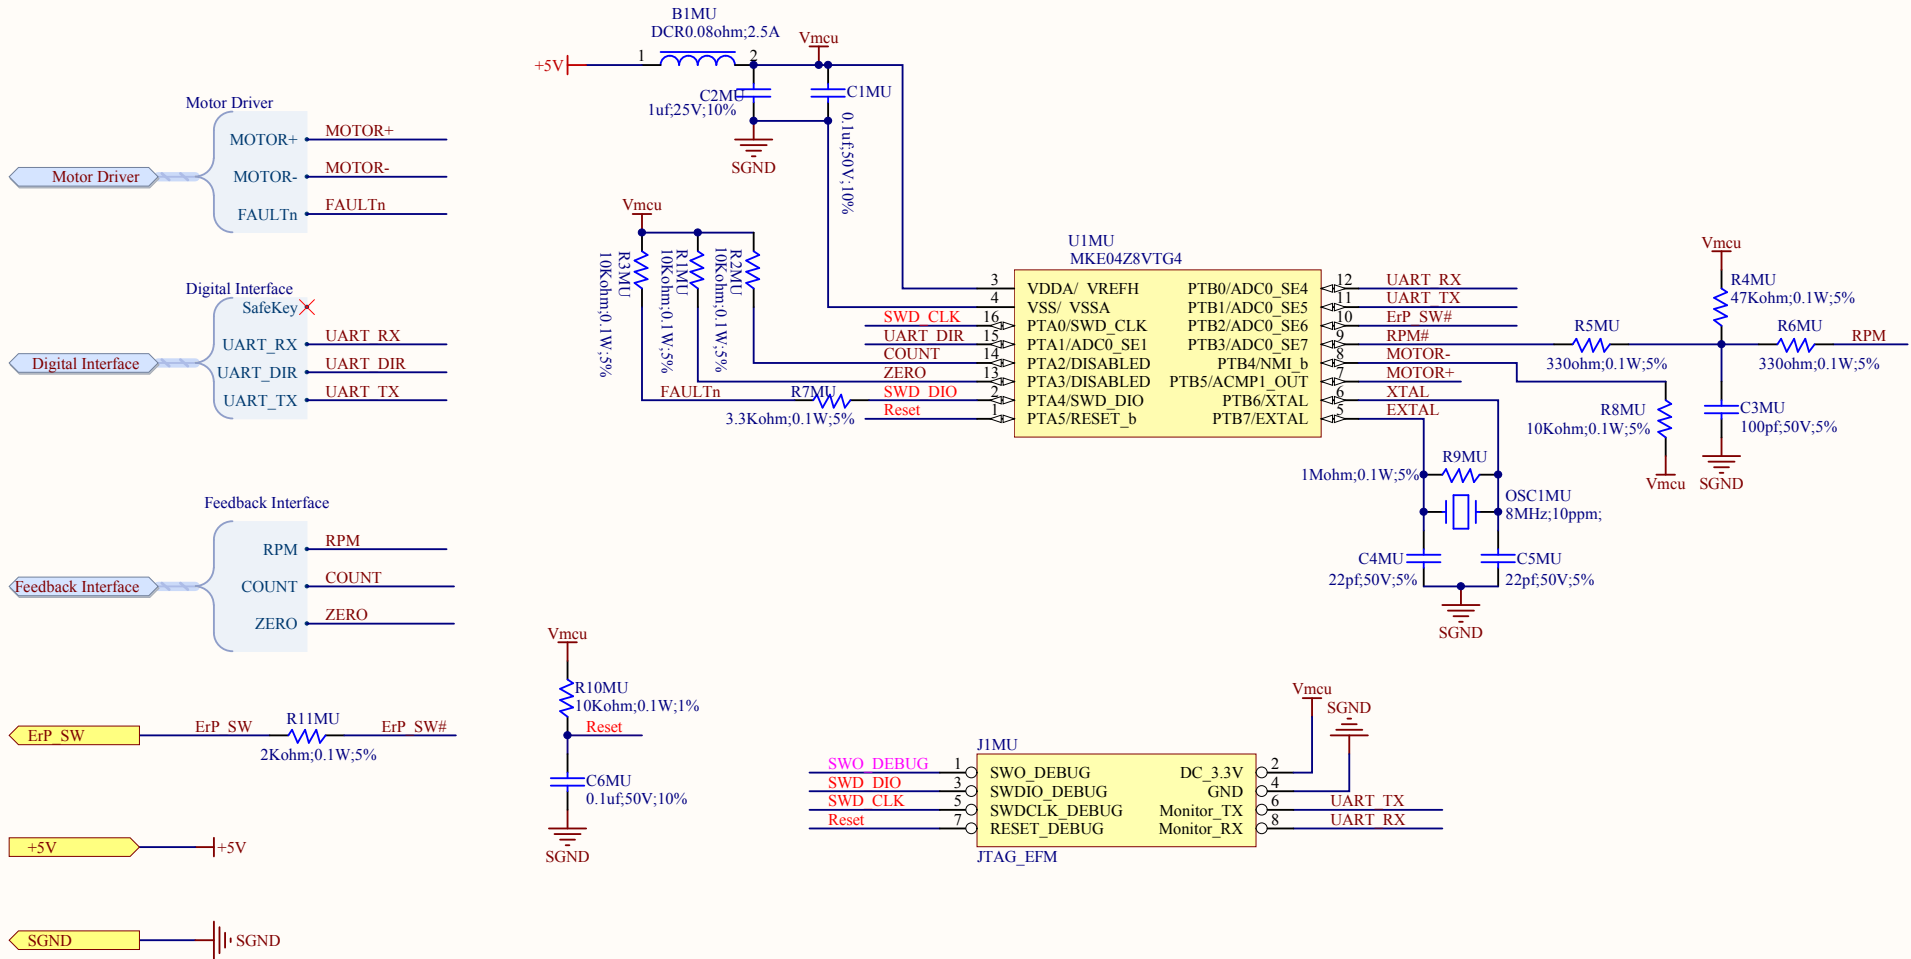 B1MU
DCR0.08ohm;2.5A
Vmcu
+5V
1
2
C2MU
1uf;25V;10%
C1MU
0.1uf;50V;10%
SGND
Motor Driver
MOTOR+
MOTOR+
Motor Driver
MOTOR-
MOTOR-
FAULTn
FAULTn
Digital Interface
SafeKey
UART_RX
UART_RX
Digital Interface
UART_DIR
UART_DIR
UART_TX
UART_TX
Feedback Interface
RPM
RPM
Feedback Interface
COUNT
COUNT
ZERO
ZERO
ErP_SW
ErP_SW
R11MU
ErP_SW#
2Kohm;0.1W;5%
+5V
+5V
SGND
SGND
Vmcu
R3MU
10Kohm;0.1W;5%
R1MU
10Kohm;0.1W;5%
R2MU
10Kohm;0.1W;5%
FAULTn
R7MU
3.3Kohm;0.1W;5%
U1MU
MKE04Z8VTG4
3
VDDA/ VREFH
4
VSS/ VSSA
SWD_CLK
16
PTA0/SWD_CLK
UART_DIR
15
PTA1/ADC0_SE1
COUNT
14
PTA2/DISABLED
ZERO
13
PTA3/DISABLED
SWD_DIO
2
PTA4/SWD_DIO
Reset
1
PTA5/RESET_b
PTB0/ADC0_SE4
12
UART_RX
PTB1/ADC0_SE5
11
UART_TX
PTB2/ADC0_SE6
10
ErP_SW#
PTB3/ADC0_SE7
9
RPM#
PTB4/NMI_b
8
MOTOR-
PTB5/ACMP1_OUT
7
MOTOR+
PTB6/XTAL
6
XTAL
PTB7/EXTAL
5
EXTAL
Vmcu
R4MU
47Kohm;0.1W;5%
R5MU
330ohm;0.1W;5%
R6MU
330ohm;0.1W;5%
RPM
C3MU
100pf;50V;5%
SGND
R8MU
10Kohm;0.1W;5%
Vmcu
R9MU
1Mohm;0.1W;5%
OSC1MU
8MHz;10ppm;
C4MU
22pf;50V;5%
C5MU
22pf;50V;5%
SGND
Vmcu
R10MU
10Kohm;0.1W;1%
Reset
C6MU
0.1uf;50V;10%
SGND
Vmcu
SGND
J1MU
SWO_DEBUG
1
SWO_DEBUG
SWD_DIO
3
SWDIO_DEBUG
SWD_CLK
5
SWDCLK_DEBUG
Reset
7
RESET_DEBUG
DC_3.3V
2
GND
4
Monitor_TX
6
UART_TX
Monitor_RX
8
UART_RX
JTAG_EFM